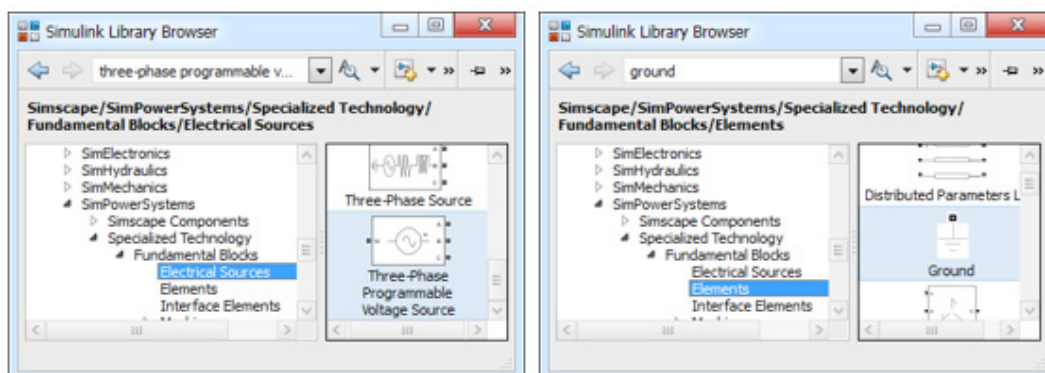 Simulink Library Browser
three-phase programmable v...
Simscape/SimPowerSystems/Specialized Technology/
Fundamental Blocks/Electrical Sources
SimElectronics
SimHydraulics
SimMechanics
SimPowerSystems
Simscape Components
Specialized Technology
Fundamental Blocks
Electrical Sources
Elements
Interface Elements
Three-Phase Source
Three-Phase
Programmable
Voltage Source
Simulink Library Browser
ground
Simscape/SimPowerSystems/Specialized Technology/
Fundamental Blocks/Elements
SimElectronics
SimHydraulics
SimMechanics
SimPowerSystems
Simscape Components
Specialized Technology
Fundamental Blocks
Electrical Sources
Elements
Interface Elements
Distributed Parameters L
Ground